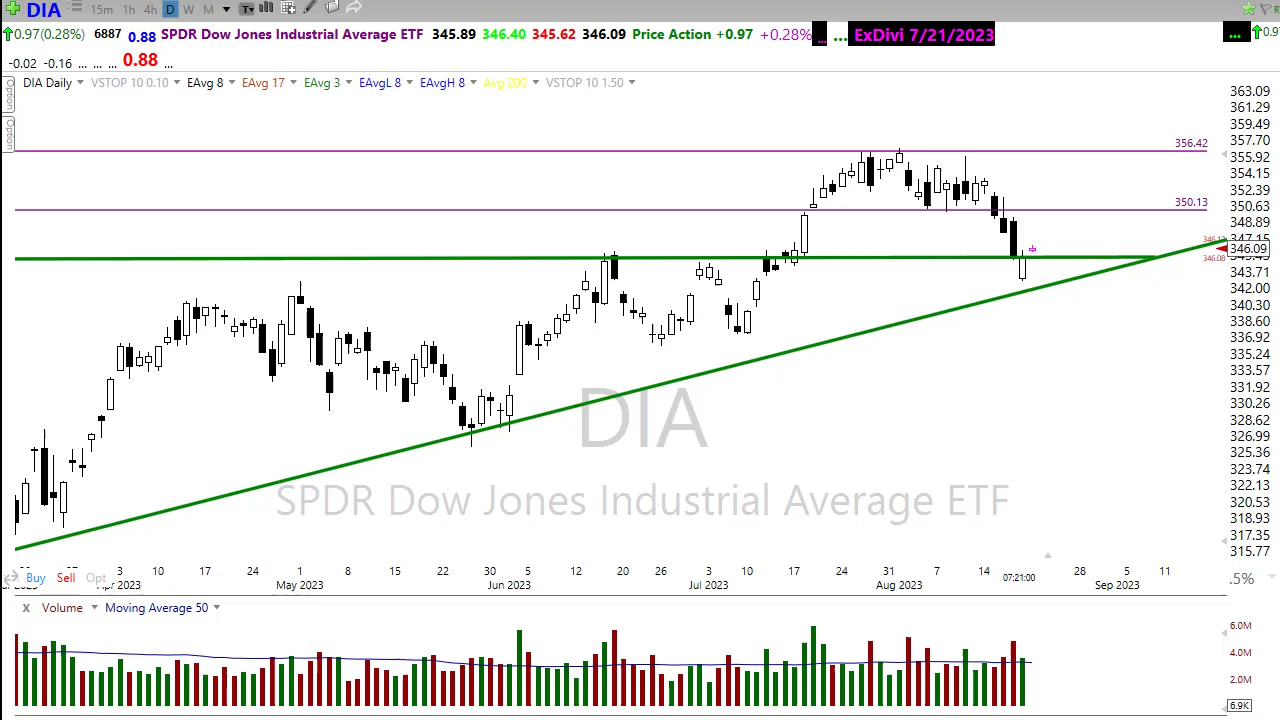 DIA 15m 1h 4h D W M
0.97(0.28%) 6887 0.88 SPDR Dow Jones Industrial Average ETF 345.89 346.40 345.62 346.09 Price Action +0.97 +0.28% ... ... ExDivi 7/21/2023 ... 0.97
-0.02 -0.16 ... ... ... 0.88 ...
DIA Daily VSTOP 10 0.10 EAvg 8 EAvg 17 EAvg 3 EAvgL 8 EAvgH 8 Avg 200 VSTOP 10 1.50
Option
Option
363.09
361.29
359.49
357.70
356.42
355.92
354.15
352.39
350.63
350.13
348.89
347.15
346.09
346.08
343.71
342.00
340.30
338.60
336.92
335.24
333.57
331.92
330.26
328.62
326.99
325.36
323.74
322.13
320.53
318.93
317.35
315.77
DIA
SPDR Dow Jones Industrial Average ETF
3 10 17 24 8 15 22 30 5 12 20 26 3 10 17 24 7 14 28 5 11
Buy Sell Opt
Apr 2023 May 2023 Jun 2023 Jul 2023 Aug 2023 07:21:00 Sep 2023
.5%
x Volume Moving Average 50
6.0M
4.0M
2.0M
6.9K